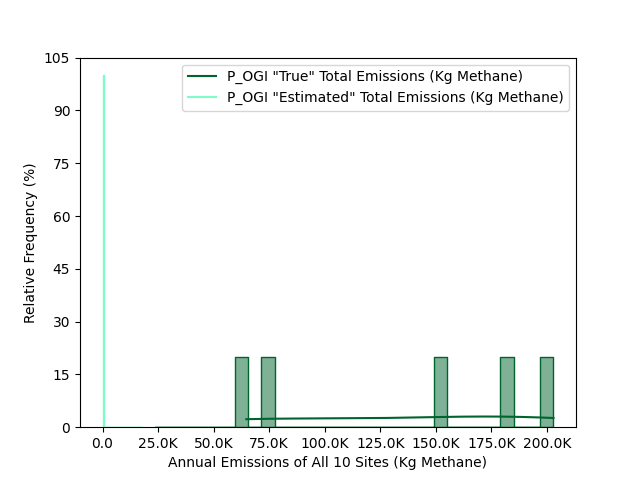 P_OGI "True" Total Emissions (Kg Methane)
P_OGI "Estimated" Total Emissions (Kg Methane)
Relative Frequency (%)
105
90
75
60
45
30
15
0
0.0 25.0K 50.0K 75.0K 100.0K 125.0K 150.0K 175.0K 200.0K
Annual Emissions of All 10 Sites (Kg Methane)